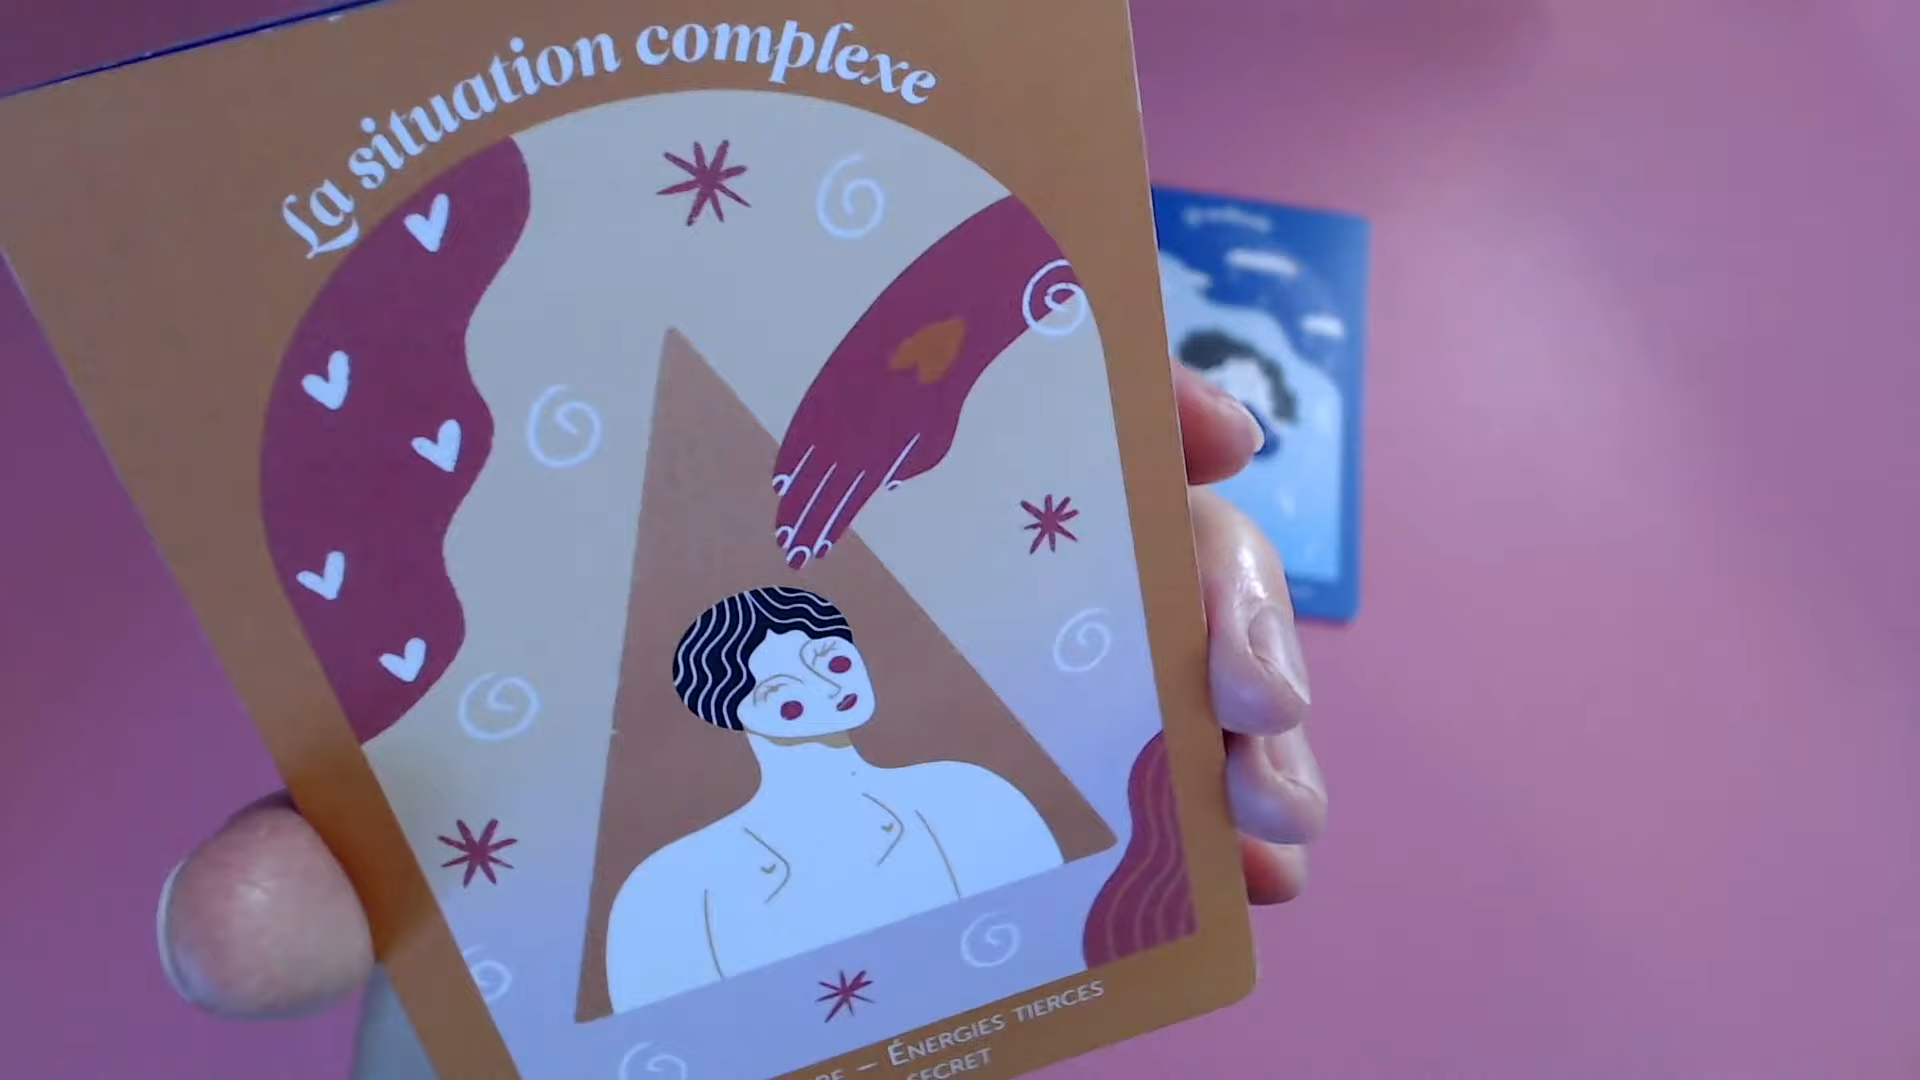 La situation complexe
— ÉNERGIES TIERCES
SECRET